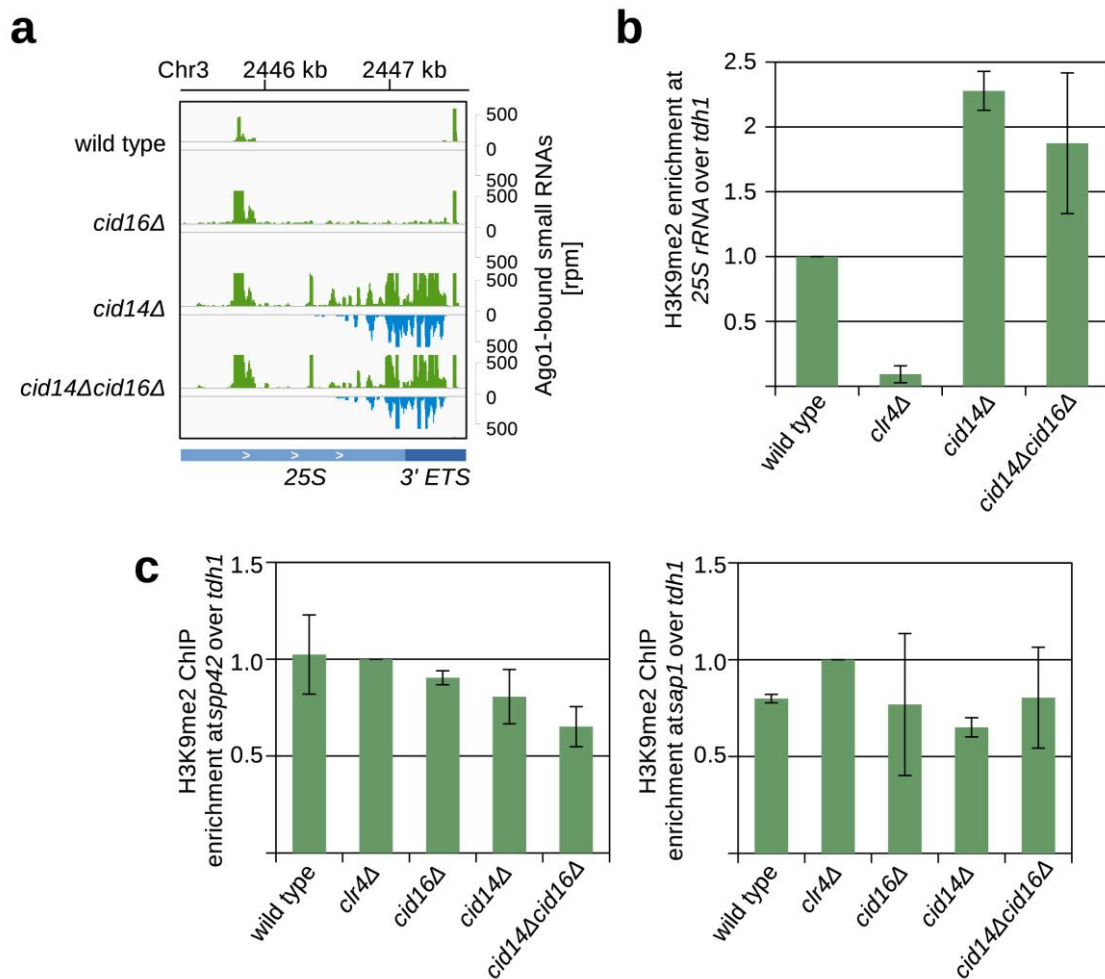 a
Chr3 2446 kb 2447 kb
wild type
cid16Δ
cid14Δ
cid14Δcid16Δ
500
0
500
500
0
500
500
0
500
500
0
500
Ago1-bound small RNAs
[rpm]
> > >
25S 3' ETS
b
H3K9me2 enrichment at
25S rRNA over tdh1
2.5
2
1.5
1.0
0.5
wild type
clr4Δ
cid14Δ
cid14Δcid16Δ
c
H3K9me2 ChIP
enrichment atspp42 over tdh1
1.5
1.0
0.5
wild type
clr4Δ
cid16Δ
cid14Δ
cid14Δcid16Δ
H3K9me2 ChIP
enrichment atsap1 over tdh1
1.5
1.0
0.5
wild type
clr4Δ
cid16Δ
cid14Δ
cid14Δcid16Δ